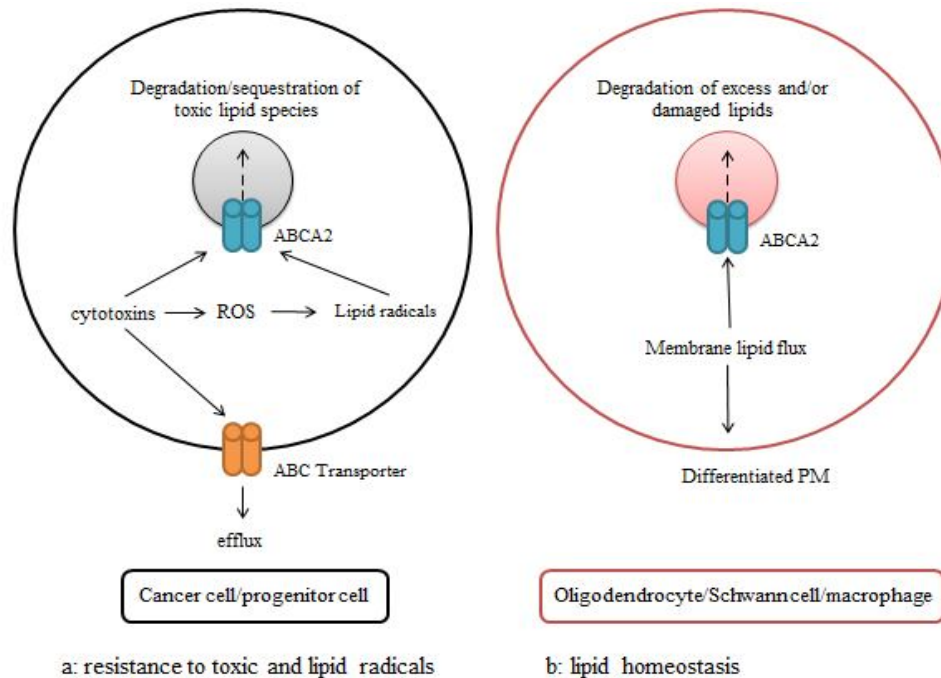 Degradation/sequestration of
toxic lipid species
ABCA2
cytotoxins
ROS
Lipid radicals
ABC Transporter
efflux
Cancer cell/progenitor cell
a: resistance to toxic and lipid radicals
Degradation of excess and/or
damaged lipids
ABCA2
Membrane lipid flux
Differentiated PM
Oligodendrocyte/Schwann cell/macrophage
b: lipid homeostasis